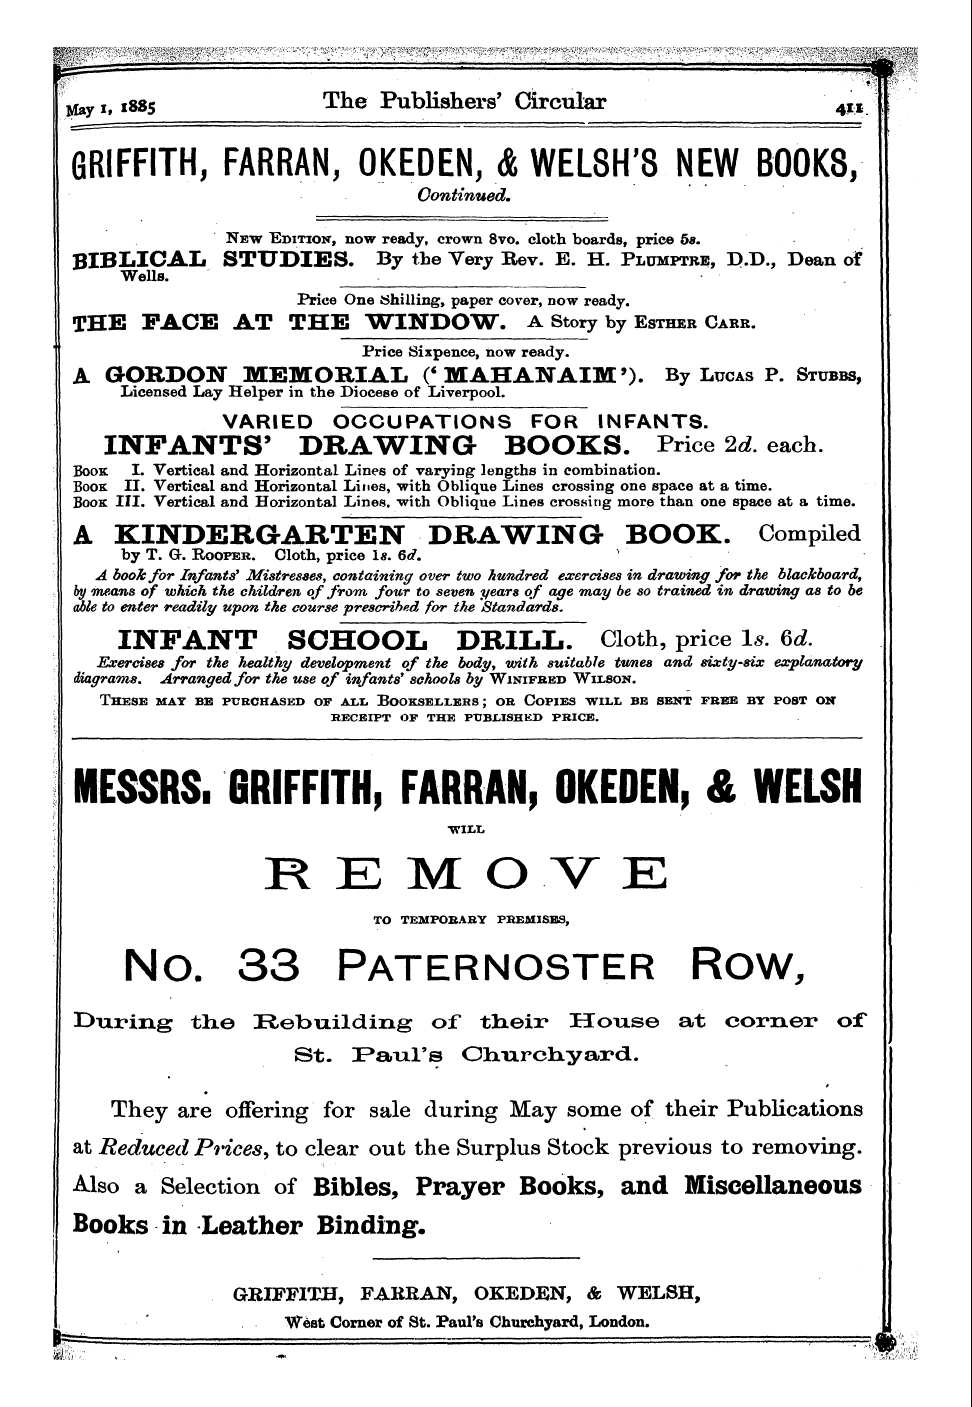 May 1, 1885 The Publishers' Circular 411
GRIFFITH, FARRAN, OKEDEN, & WELSH'S NEW BOOKS,
Continued.
NEW EDITION, now ready, crown 8vo. cloth boards, price 5s.
BIBLICAL STUDIES. By the Very Rev. E. H. PLUMPTRE, D.D., Dean of
Wells.
Price One Shilling, paper cover, now ready.
THE FACE AT THE WINDOW. A Story by ESTHER CARR.
Price Sixpence, now ready.
A GORDON MEMORIAL ('MAHANAIM'). By LUCAS P. STUBBS,
Licensed Lay Helper in the Diocese of Liverpool.
VARIED OCCUPATIONS FOR INFANTS.
INFANTS' DRAWING BOOKS. Price 2d. each.
BOOK I. Vertical and Horizontal Lines of varying lengths in combination.
BOOK II. Vertical and Horizontal Lines, with Oblique Lines crossing one space at a time.
BOOK III. Vertical and Horizontal Lines, with Oblique Lines crossing more than one space at a time.
A KINDERGARTEN DRAWING BOOK. Compiled
by T. G. ROOPER. Cloth, price 1s. 6d.
A book for Infants' Mistresses, containing over two hundred exercises in drawing for the blackboard,
by means of which the children of from four to seven years of age may be so trained in drawing as to be
able to enter readily upon the course prescribed for the Standards.
INFANT SCHOOL DRILL. Cloth, price 1s. 6d.
Exercises for the healthy development of the body, with suitable tunes and sixty-six explanatory
diagrams. Arranged for the use of infants' schools by WINIFRED WILSON.
THESE MAY BE PURCHASED OF ALL BOOKSELLERS; OR COPIES WILL BE SENT FREE BY POST ON
RECEIPT OF THE PUBLISHED PRICE.
MESSRS. GRIFFITH, FARRAN, OKEDEN, & WELSH
WILL
REMOVE
TO TEMPORARY PREMISES,
No. 33 PATERNOSTER ROW,
During the Rebuilding of their House at corner of
St. Paul's Churchyard.
They are offering for sale during May some of their Publications
at Reduced Prices, to clear out the Surplus Stock previous to removing.
Also a Selection of Bibles, Prayer Books, and Miscellaneous
Books in Leather Binding.
GRIFFITH, FARRAN, OKEDEN, & WELSH,
West Corner of St. Paul's Churchyard, London.